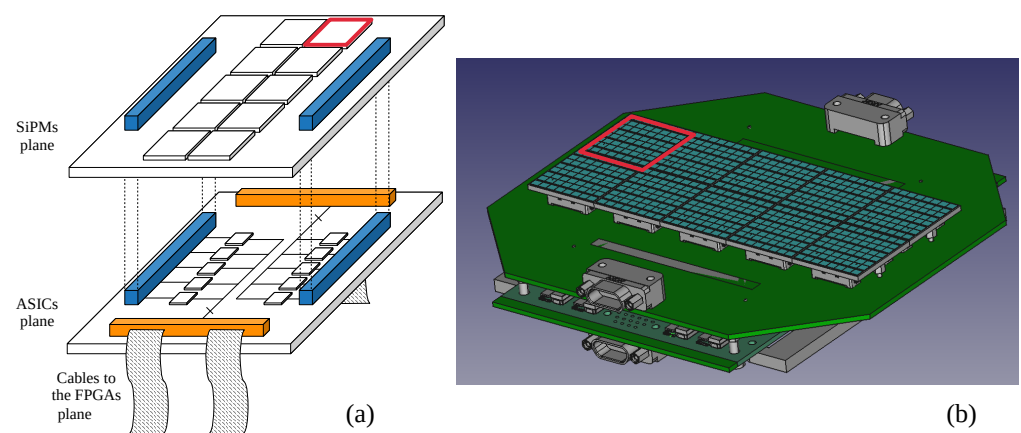 SiPMs
plane
ASICs
plane
Cables to
the FPGAs
plane
(a)
(b)